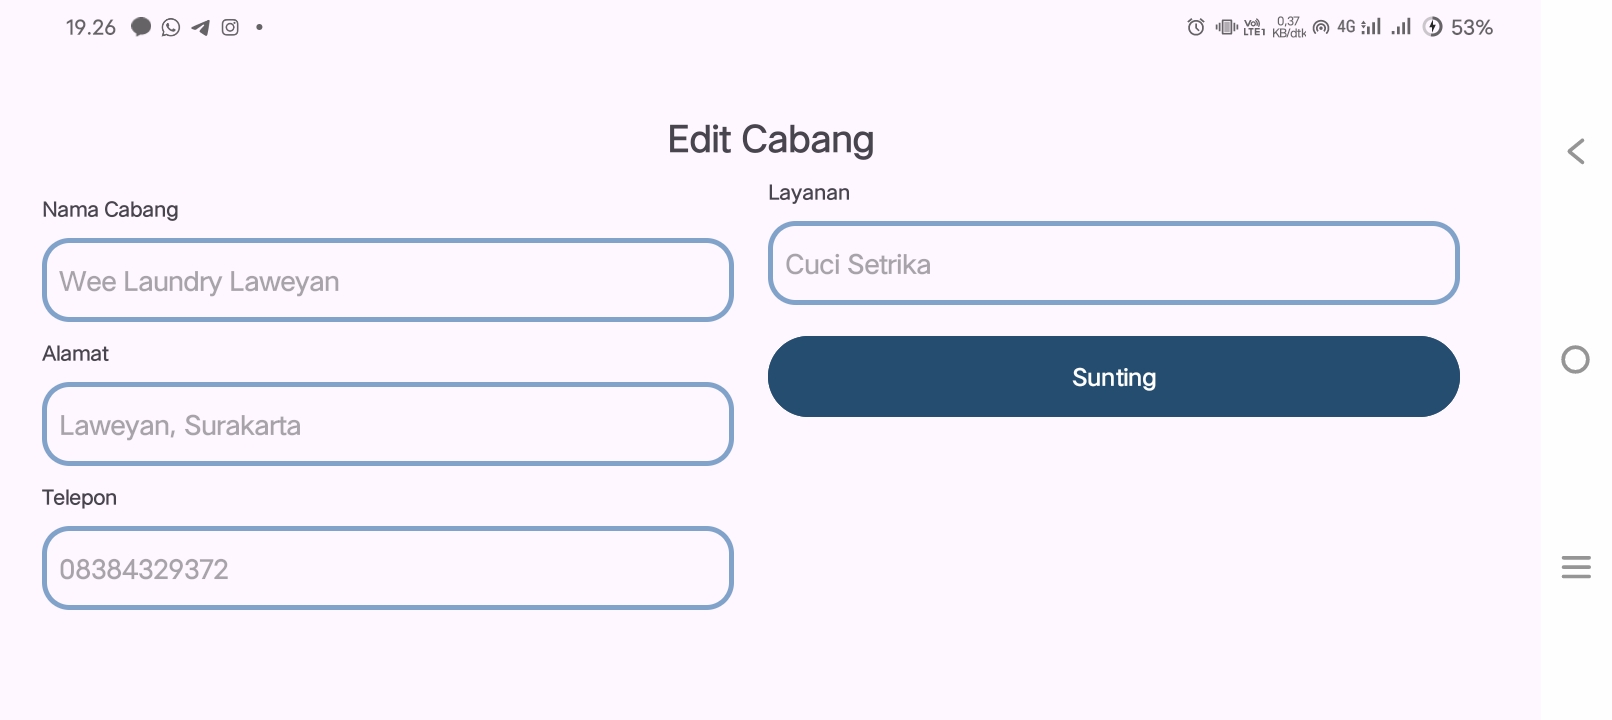 19.26
Vo) LTE1
0,37 KB/dtk
4G
53%
Edit Cabang
Nama Cabang
Wee Laundry Laweyan
Alamat
Laweyan, Surakarta
Telepon
08384329372
Layanan
Cuci Setrika
Sunting